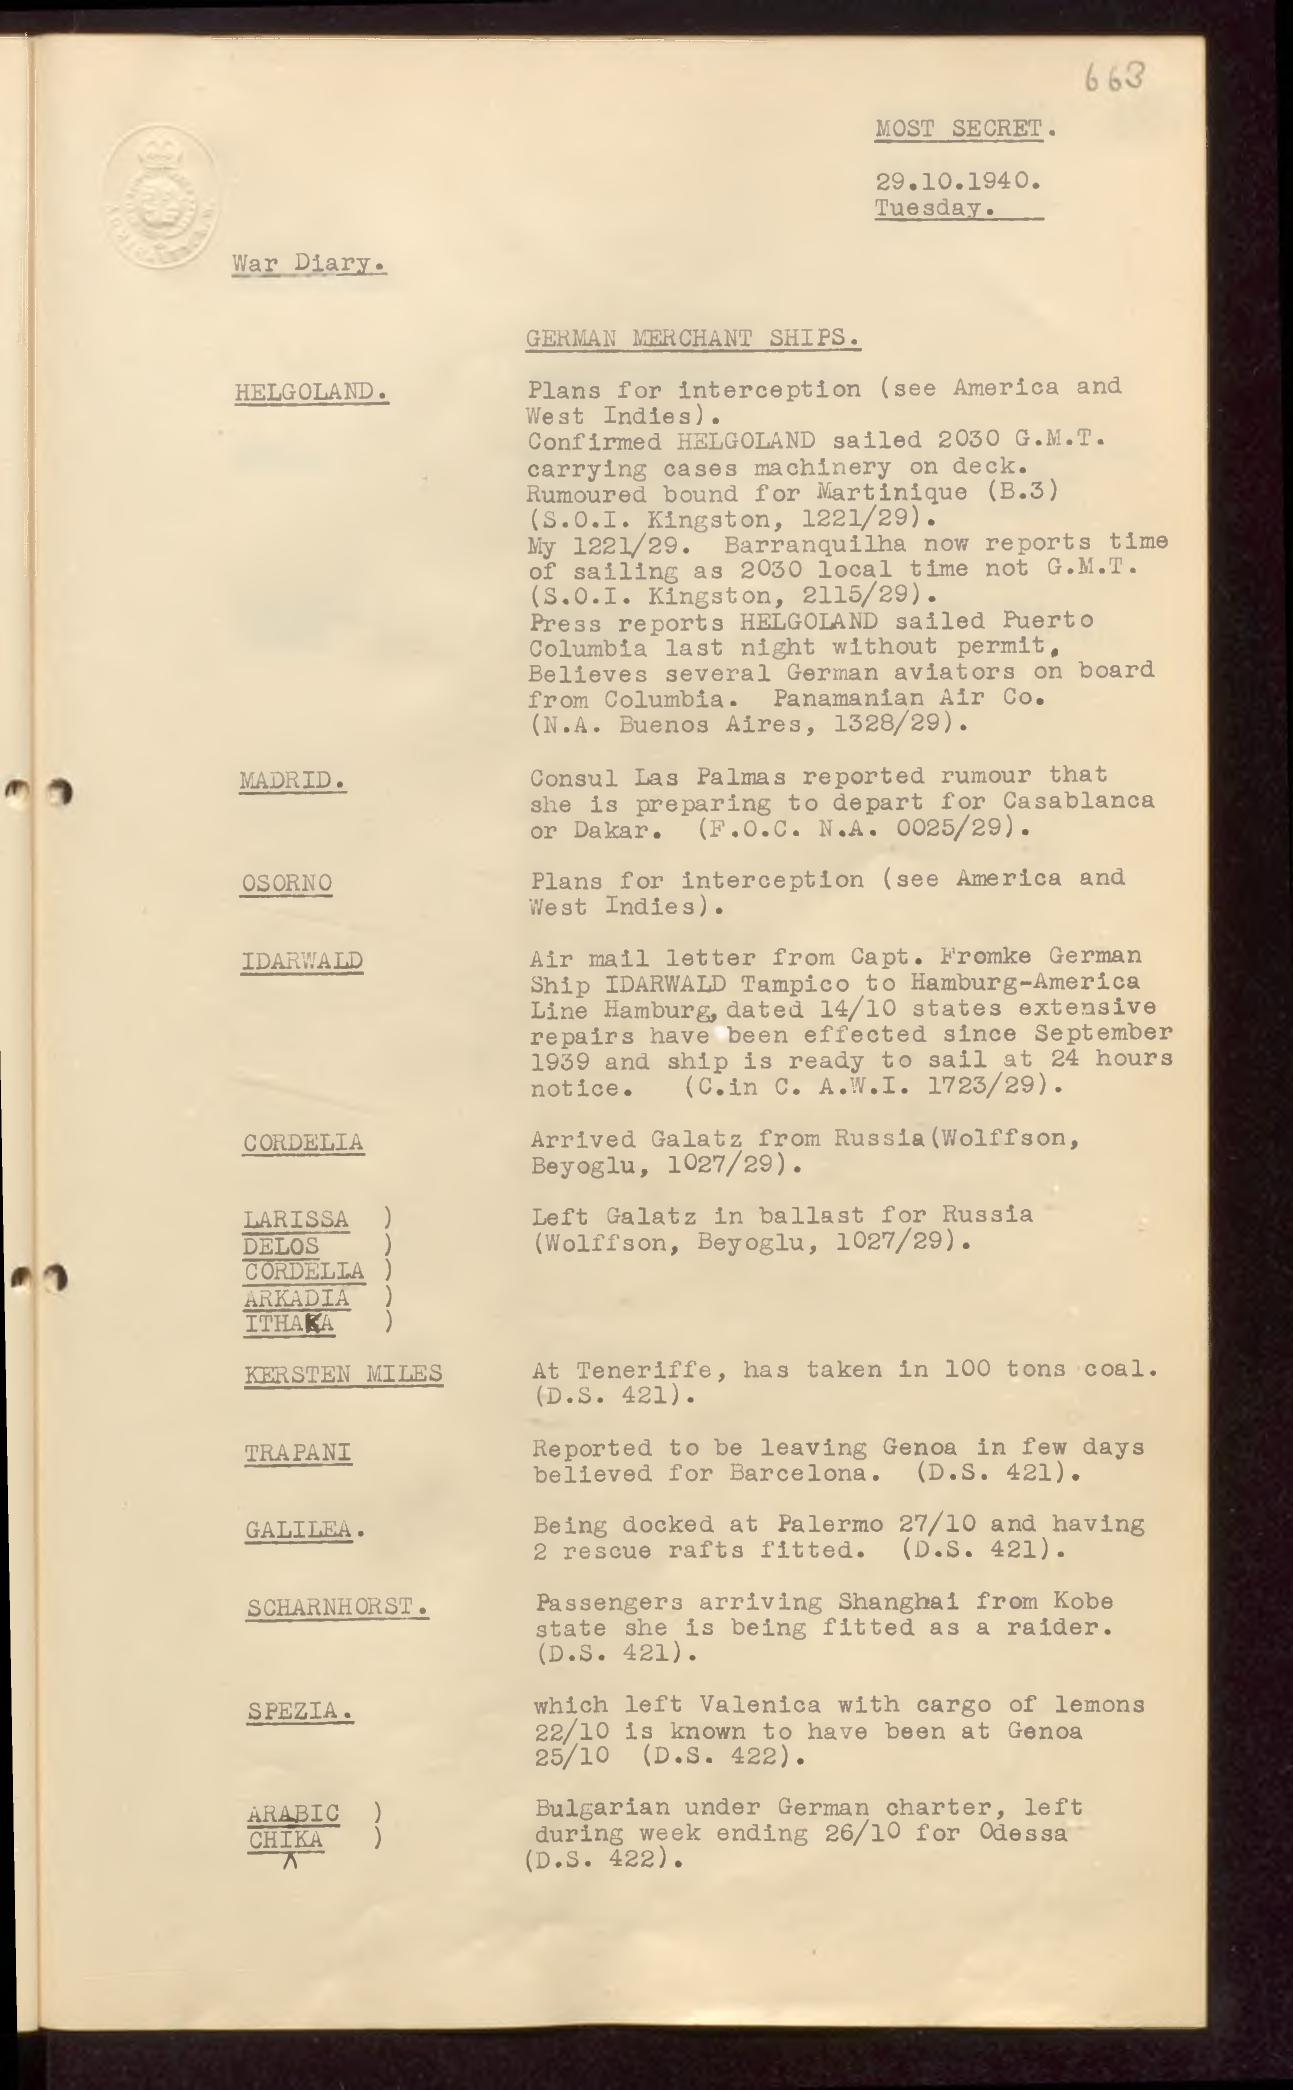 663
MOST SECRET.
29.10.1940.
Tuesday.
War Diary.
GERMAN MERCHANT SHIPS.
HELGOLAND. Plans for interception (see America and
West Indies).
Confirmed HELGOLAND sailed 2030 G.M.T.
carrying cases machinery on deck.
Rumoured bound for Martinique (B.3)
(S.O.I. Kingston, 1221/29).
My 1221/29. Barranquilha now reports time
of sailing as 2030 local time not G.M.T.
(S.O.I. Kingston, 2115/29).
Press reports HELGOLAND sailed Puerto
Columbia last night without permit.
Believes several German aviators on board
from Columbia. Panamanian Air Co.
(N.A. Buenos Aires, 1328/29).
MADRID. Consul Las Palmas reported rumour that
she is preparing to depart for Casablanca
or Dakar. (F.O.C. N.A. 0025/29).
OSORNO Plans for interception (see America and
West Indies).
IDARWALD Air mail letter from Capt. Fromke German
Ship IDARWALD Tampico to Hamburg-America
Line Hamburg, dated 14/10 states extensive
repairs have been effected since September
1939 and ship is ready to sail at 24 hours
notice. (C.in C. A.W.I. 1723/29).
CORDELIA Arrived Galatz from Russia(Wolffson,
Beyoglu, 1027/29).
LARISSA ) Left Galatz in ballast for Russia
DELOS ) (Wolffson, Beyoglu, 1027/29).
CORDELIA )
ARKADIA )
ITHAKA )
KERSTEN MILES At Teneriffe, has taken in 100 tons coal.
(D.S. 421).
TRAPANI Reported to be leaving Genoa in few days
believed for Barcelona. (D.S. 421).
GALILEA. Being docked at Palermo 27/10 and having
2 rescue rafts fitted. (D.S. 421).
SCHARNHORST. Passengers arriving Shanghai from Kobe
state she is being fitted as a raider.
(D.S. 421).
SPEZIA. which left Valenica with cargo of lemons
22/10 is known to have been at Genoa
25/10 (D.S. 422).
ARABIC ) Bulgarian under German charter, left
CHIKA ) during week ending 26/10 for Odessa
(D.S. 422).